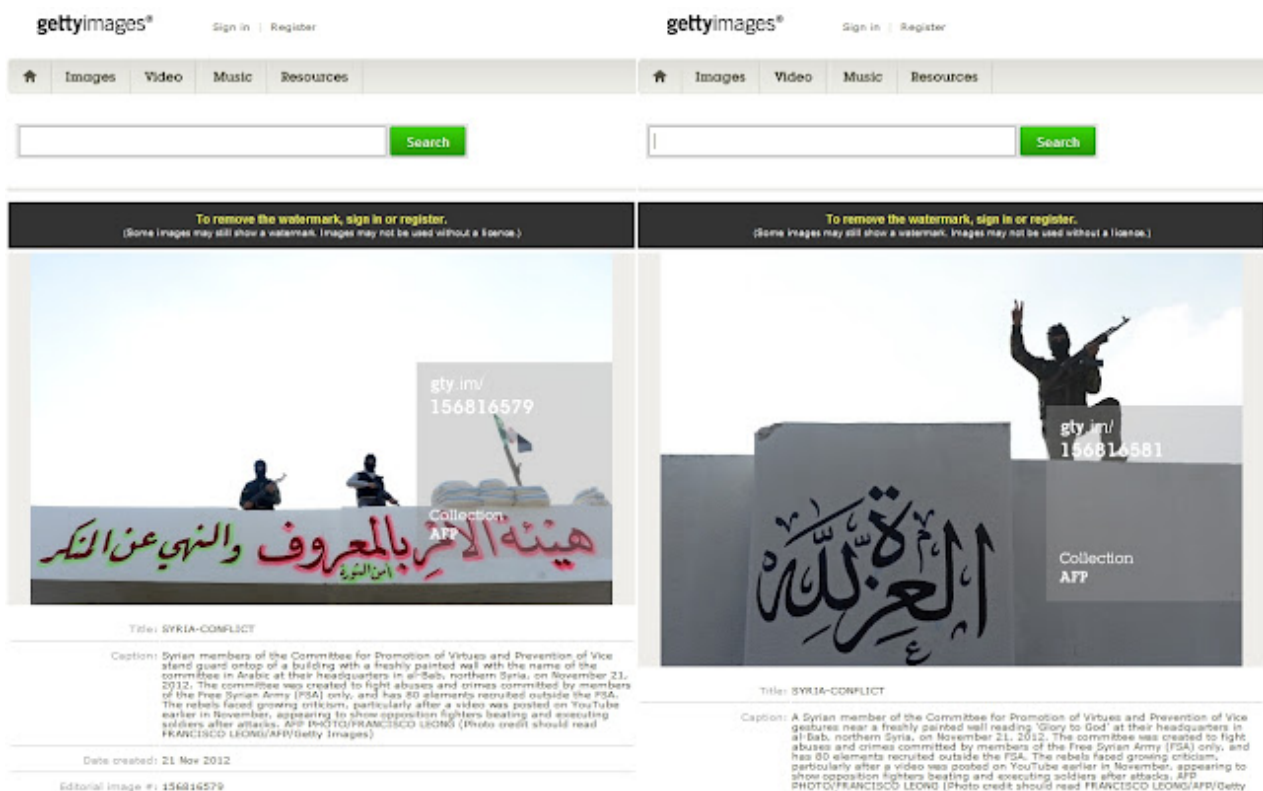 gettyimages®
Sign in | Register
Images Video Music Resources
Search
To remove the watermark, sign in or register.
(Some images may still show a watermark. Images may not be used without a licence.)
gty.im/
156816579
Collection
AFP
هيئة الأمر بالمعروف والنهي عن المنكر
أمن الثورة
Title: SYRIA-CONFLICT
Caption: Syrian members of the Committee for Promotion of Virtues and Prevention of Vice
stand guard ontop of a building with a freshly painted wall with the name of the
committee in Arabic at their headquarters in al-Bab, northern Syria, on November 21,
2012. The committee was created to fight abuses and crimes committed by members
of the Free Syrian Army (FSA) only, and has 80 elements recruited outside the FSA.
The rebels faced growing criticism, particularly after a video was posted on YouTube
earlier in November, appearing to show opposition fighters beating and executing
soldiers after attacks. AFP PHOTO/FRANCISCO LEONG (Photo credit should read
FRANCISCO LEONG/AFP/Getty Images)
Date created: 21 Nov 2012
Editorial image #: 156816579
gettyimages®
Sign in | Register
Images Video Music Resources
Search
To remove the watermark, sign in or register.
(Some images may still show a watermark. Images may not be used without a licence.)
gty.im/
156816581
Collection
AFP
العزة لله
ع
Title: SYRIA-CONFLICT
Caption: A Syrian member of the Committee for Promotion of Virtues and Prevention of Vice
gestures near a freshly painted wall reading 'Glory to God' at their headquarters in
al-Bab, northern Syria, on November 21, 2012. The committee was created to fight
abuses and crimes committed by members of the Free Syrian Army (FSA) only, and
has 80 elements recruited outside the FSA. The rebels faced growing criticism,
particularly after a video was posted on YouTube earlier in November, appearing to
show opposition fighters beating and executing soldiers after attacks. AFP
PHOTO/FRANCISCO LEONG (Photo credit should read FRANCISCO LEONG/AFP/Getty